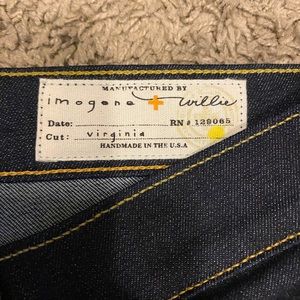 MANUFACTURED BY
imogene + willie
Date: RN # 129065
Cut: virginia
HANDMADE IN THE U.S.A